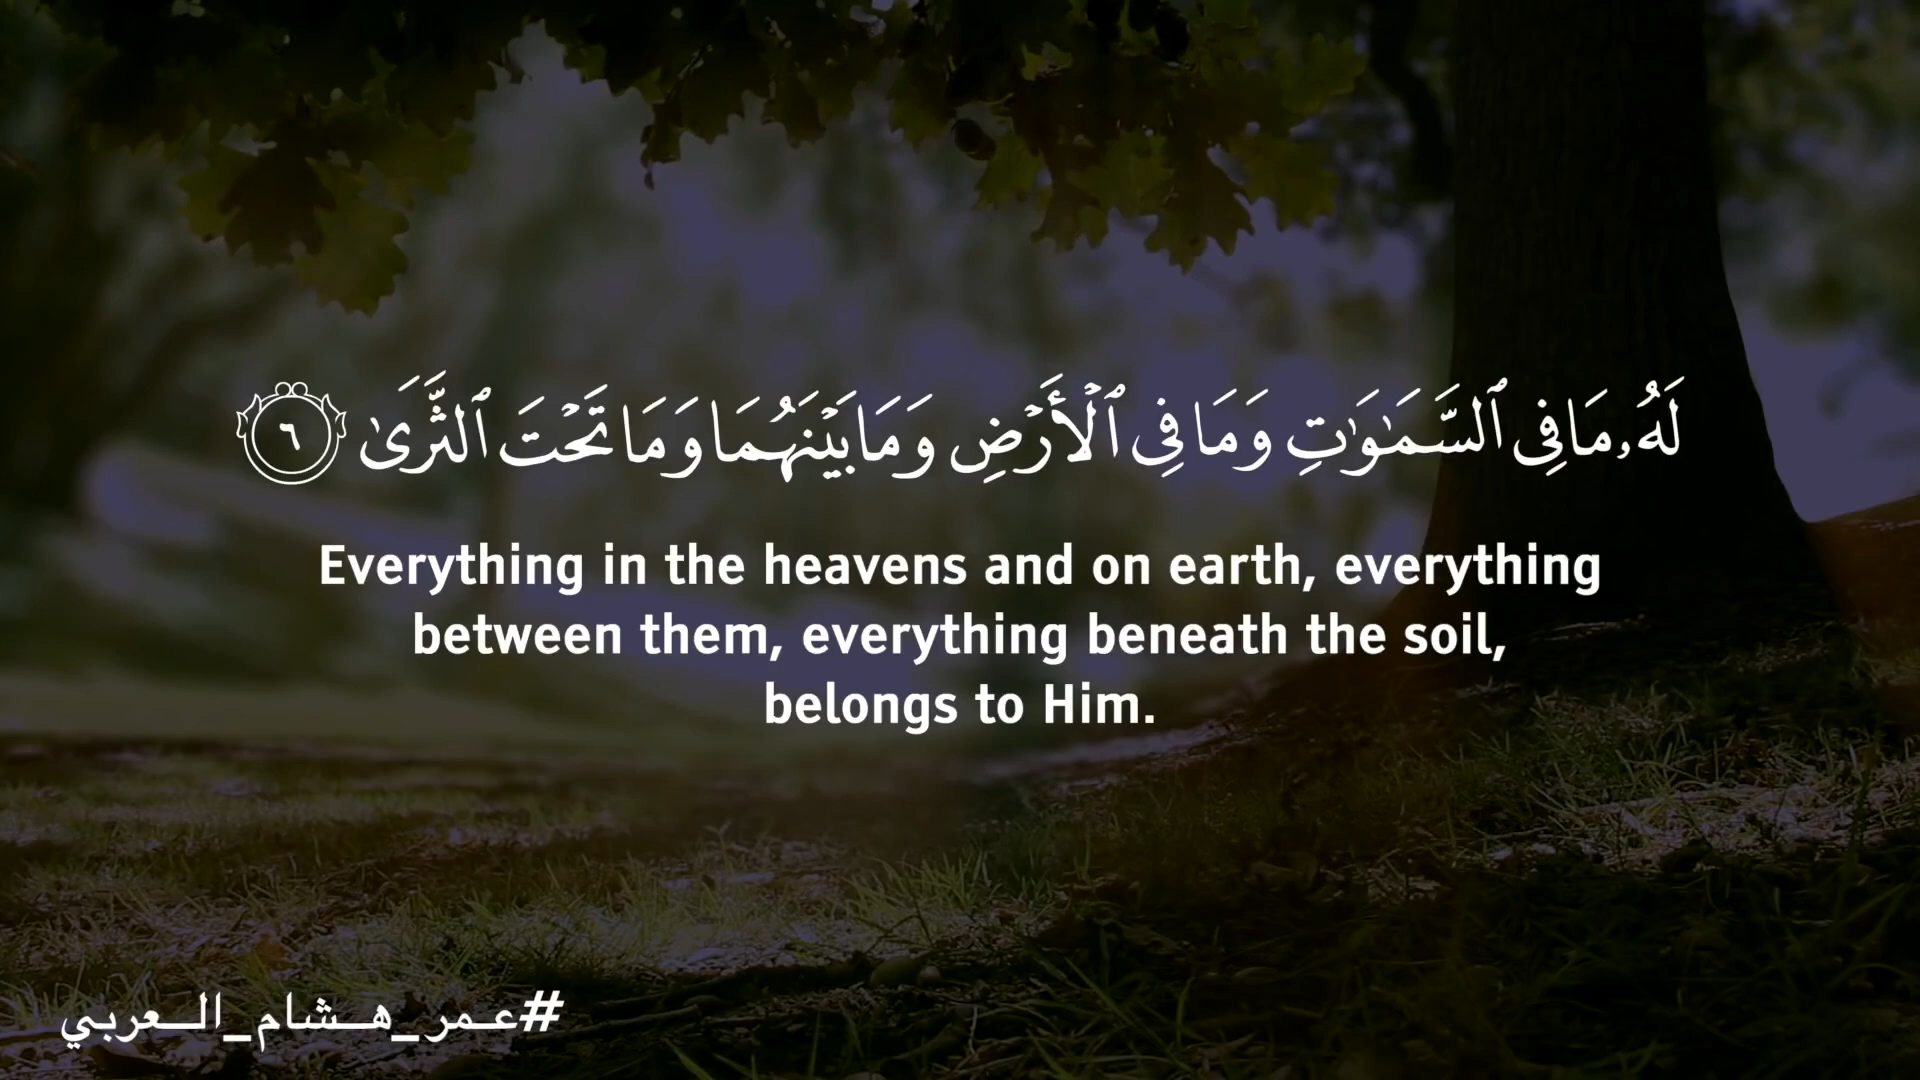 لَهُۥ مَا فِى ٱلسَّمَـٰوَٰتِ وَمَا فِى ٱلْأَرْضِ وَمَا بَيْنَهُمَا وَمَا تَحْتَ ٱلثَّرَىٰ ٦
Everything in the heavens and on earth, everything
between them, everything beneath the soil,
belongs to Him.
#عمر_هشام_العربي